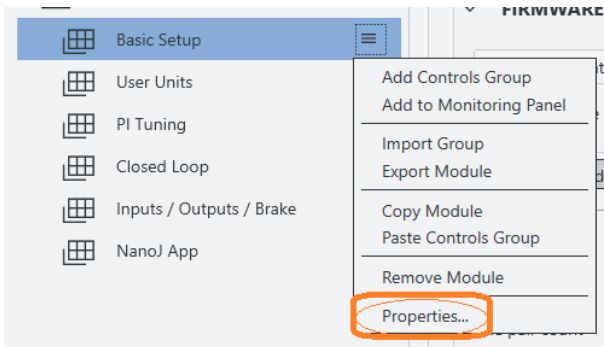 FIRMWARE
Basic Setup
User Units
PI Tuning
Closed Loop
Inputs / Outputs / Brake
NanoJ App
Add Controls Group
Add to Monitoring Panel
Import Group
Export Module
Copy Module
Paste Controls Group
Remove Module
Properties...